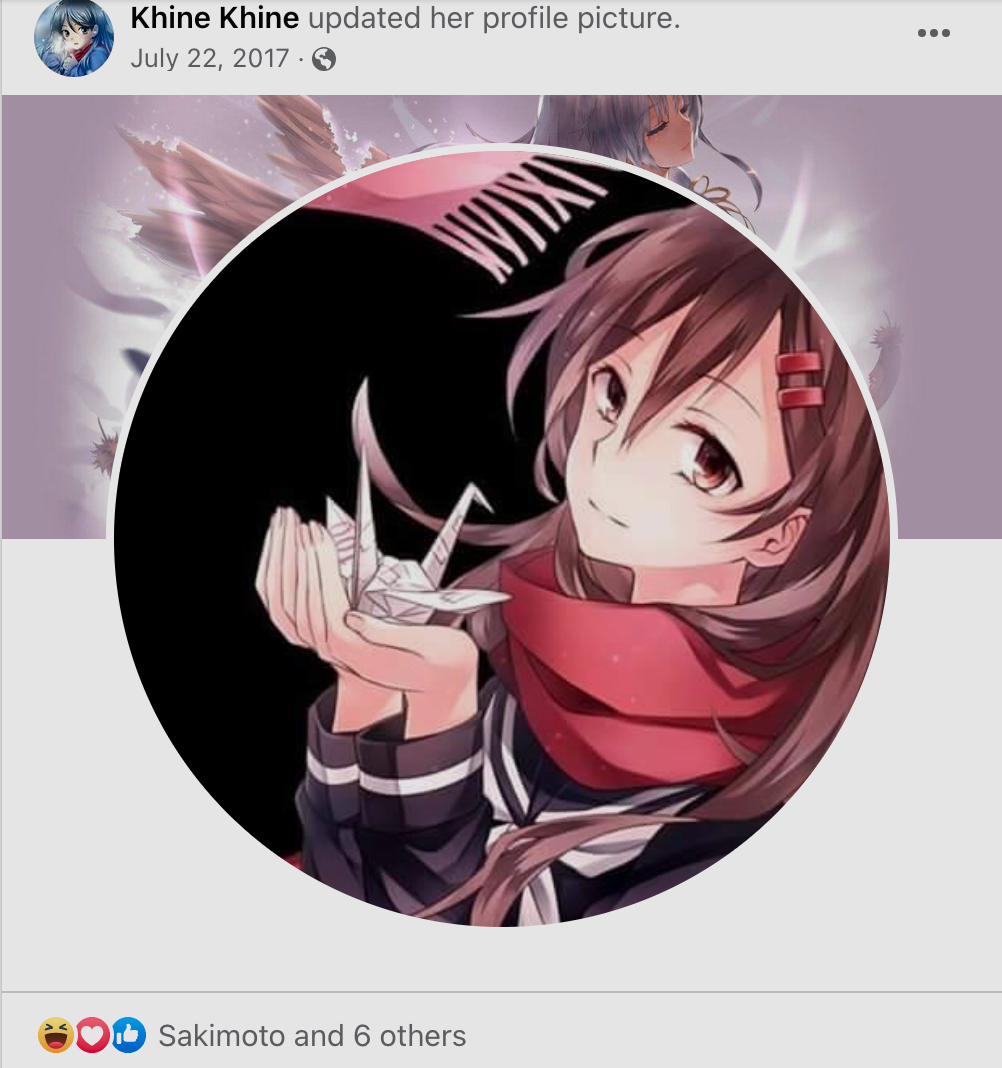 Khine Khine updated her profile picture.
July 22, 2017 ·
Sakimoto and 6 others